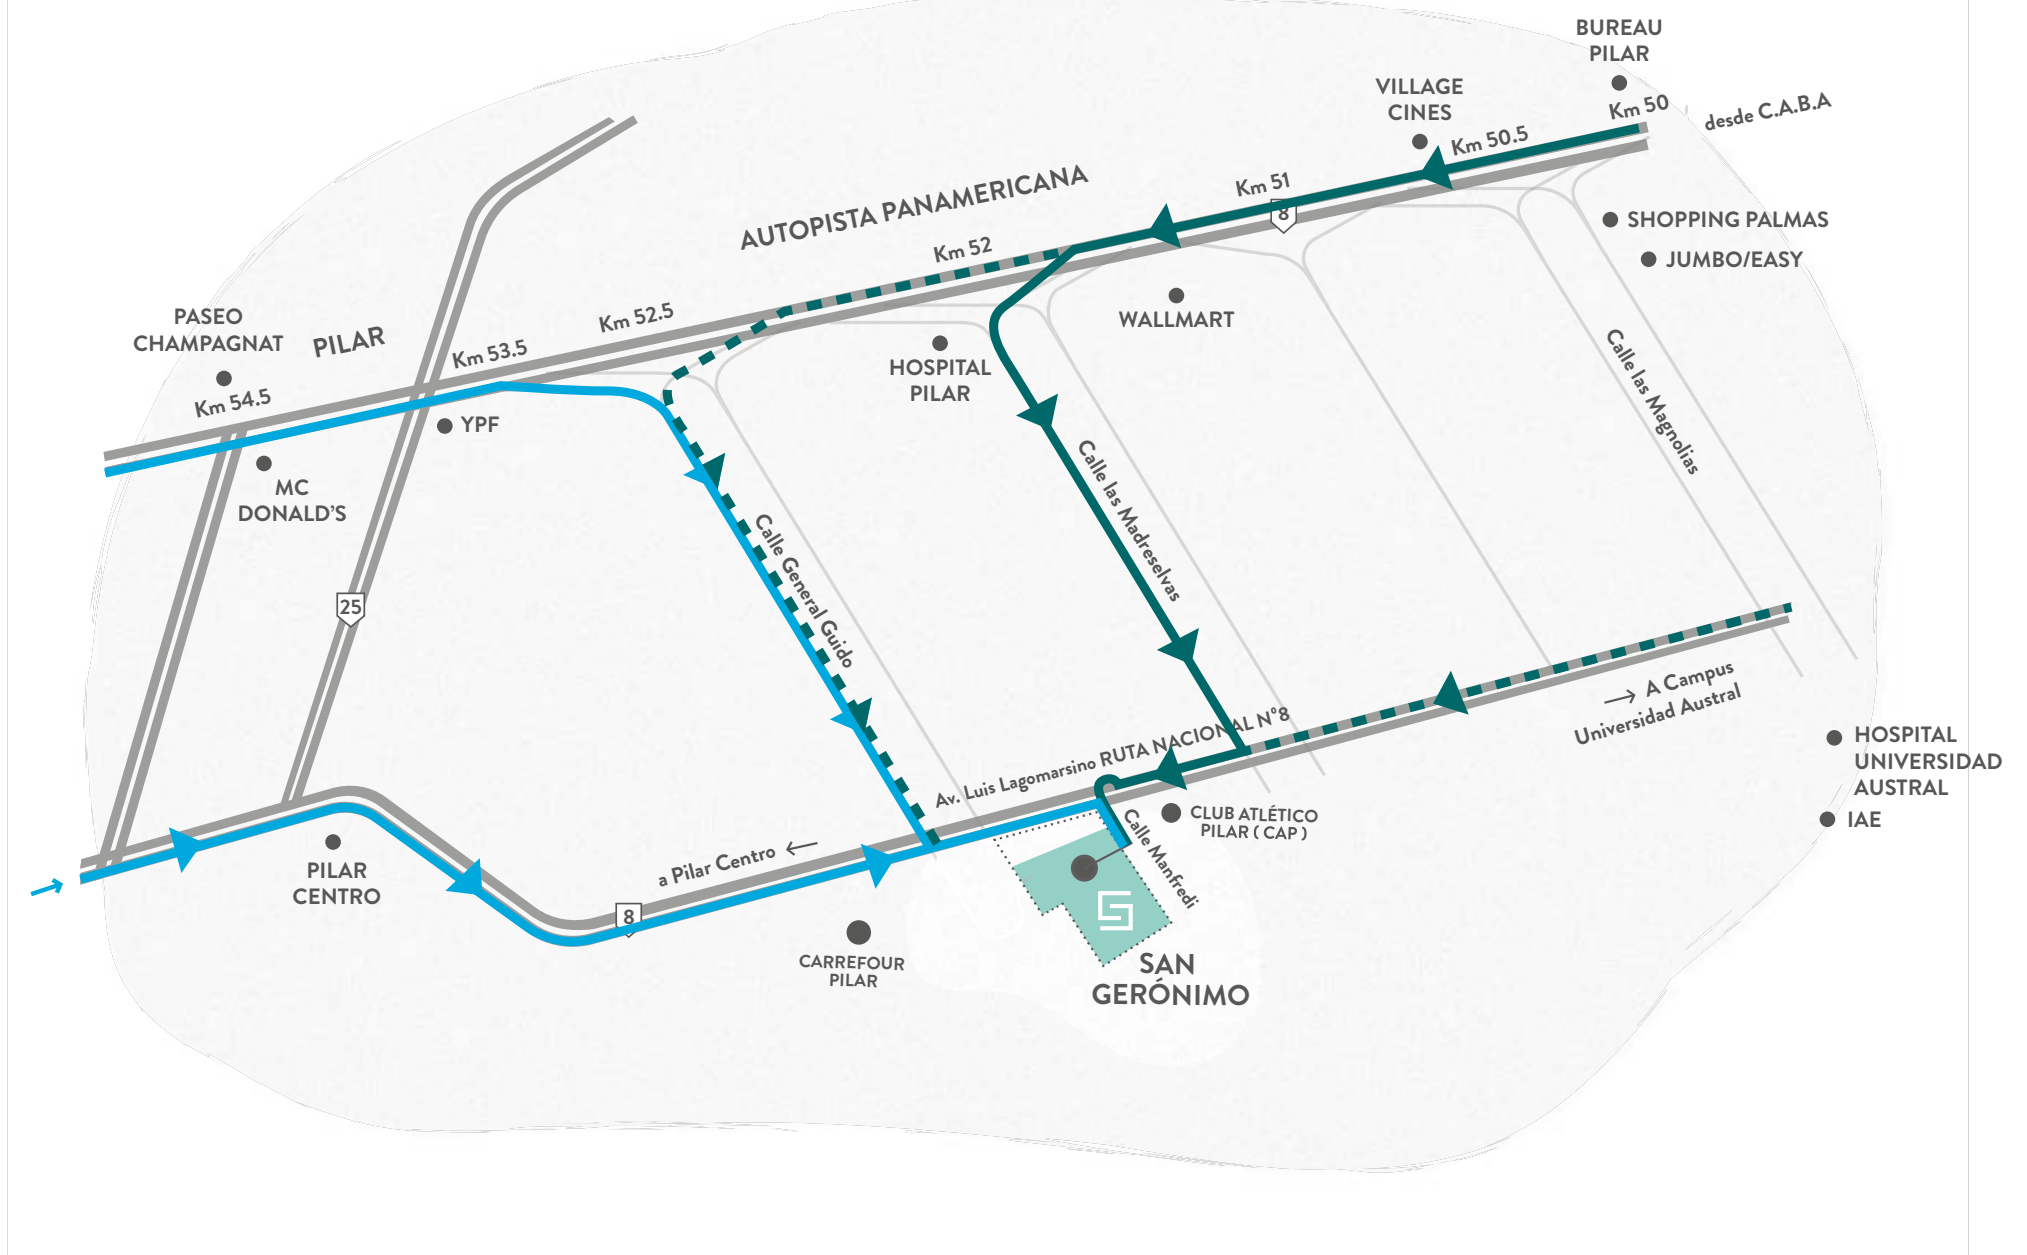 BUREAU
PILAR
Km 50
desde C.A.B.A
VILLAGE
CINES
Km 50.5
Km 51
8
AUTOPISTA PANAMERICANA
Km 52
SHOPPING PALMAS
JUMBO/EASY
WALLMART
Km 52.5
PASEO
CHAMPAGNAT
PILAR
Km 53.5
HOSPITAL
PILAR
Km 54.5
YPF
MC
DONALD'S
Calle las Magnolias
Calle las Madreselvas
Calle General Guido
25
A Campus
Universidad Austral
Av. Luis Lagomarsino RUTA NACIONAL N°8
HOSPITAL
UNIVERSIDAD
AUSTRAL
IAE
CLUB ATLÉTICO
PILAR ( CAP )
Calle Manfredi
a Pilar Centro
PILAR
CENTRO
8
CARREFOUR
PILAR
SAN
GERÓNIMO